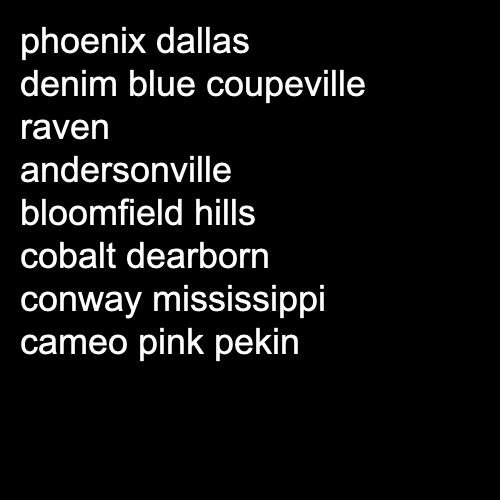 phoenix dallas
denim blue coupeville
raven
andersonville
bloomfield hills
cobalt dearborn
conway mississippi
cameo pink pekin